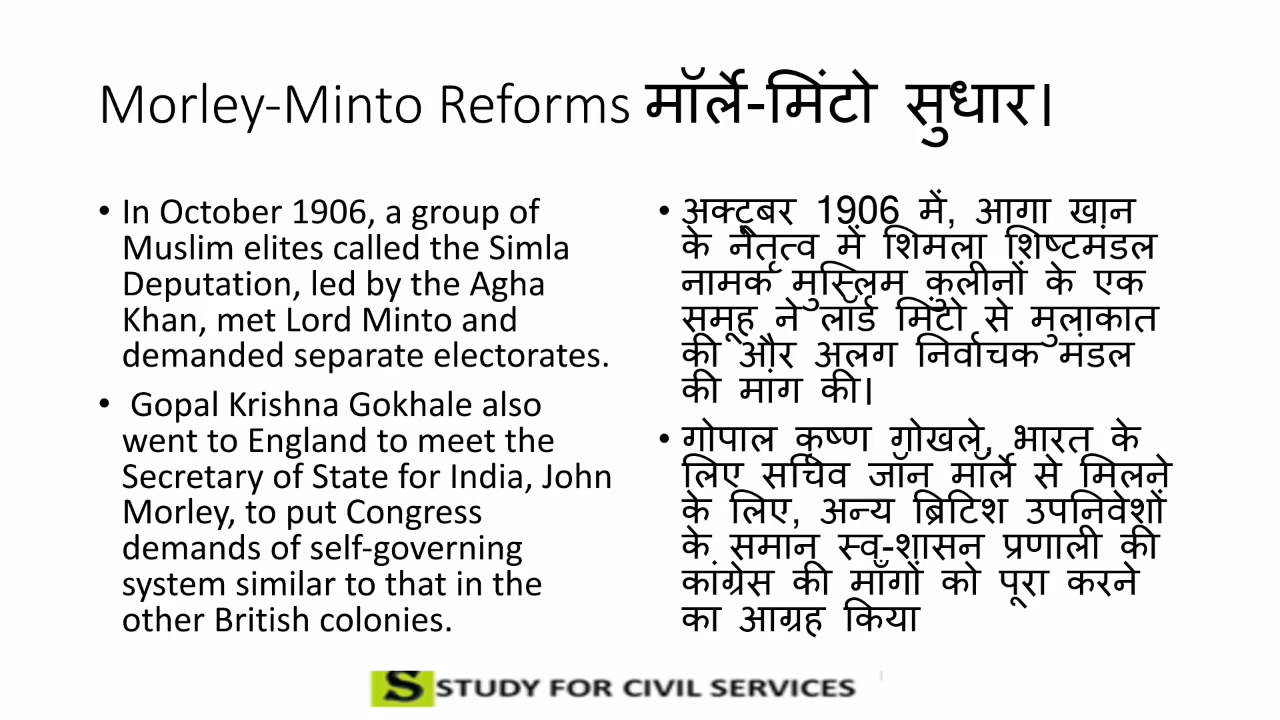 Morley-Minto Reforms मॉर्ले-मिंटो सुधार।
• In October 1906, a group of
Muslim elites called the Simla
Deputation, led by the Agha
Khan, met Lord Minto and
demanded separate electorates.
• Gopal Krishna Gokhale also
went to England to meet the
Secretary of State for India, John
Morley, to put Congress
demands of self-governing
system similar to that in the
other British colonies.
• अक्टूबर 1906 में, आगा खान
के नेतृत्व में शिमला शिष्टमंडल
नामक मुस्लिम कुलीनों के एक
समूह ने लॉर्ड मिंटो से मुलाकात
की और अलग निर्वाचक मंडल
की मांग की।
• गोपाल कृष्ण गोखले, भारत के
लिए सचिव जॉन मॉर्ले से मिलने
के लिए, अन्य ब्रिटिश उपनिवेशों
के समान स्व-शासन प्रणाली की
कांग्रेस की माँगों को पूरा करने
का आग्रह किया
S STUDY FOR CIVIL SERVICES